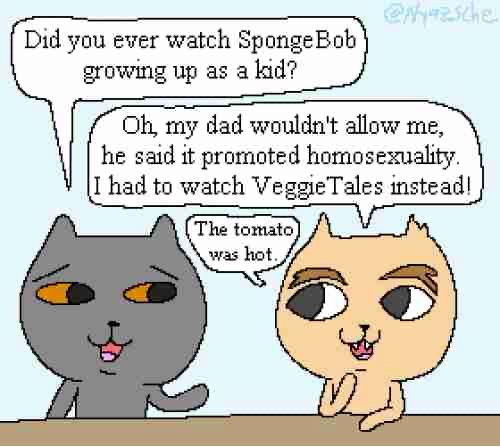 @Nyazsche
Did you ever watch SpongeBob
growing up as a kid?
Oh, my dad wouldn't allow me,
he said it promoted homosexuality.
I had to watch VeggieTales instead!
The tomato
was hot.